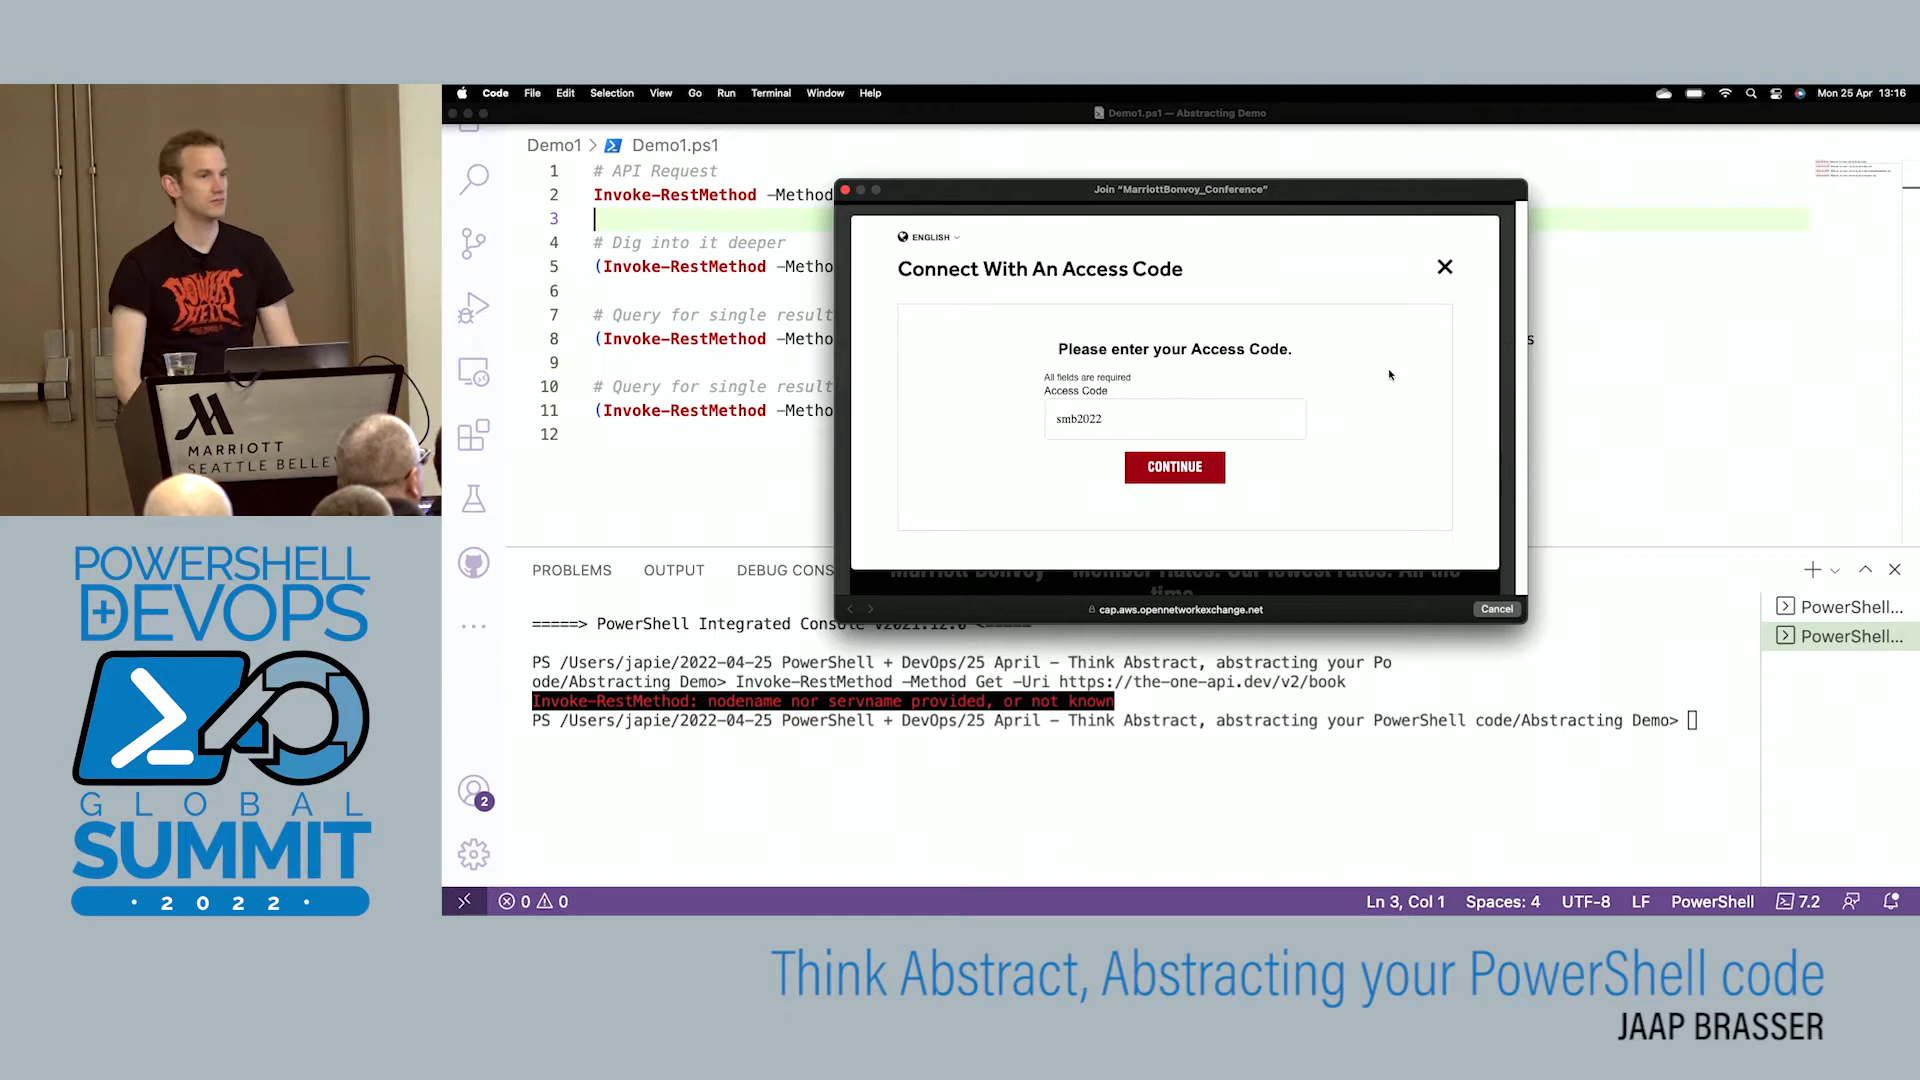 Code File Edit Selection View Go Run Terminal Window Help
Mon 25 Apr 13:16
Demo1.ps1 — Abstracting Demo
Demo1 > Demo1.ps1
1 # API Request
2 Invoke-RestMethod -Method
3
4 # Dig into it deeper
5 (Invoke-RestMethod -Metho
6
7 # Query for single result
8 (Invoke-RestMethod -Metho s
9
10 # Query for single result
11 (Invoke-RestMethod -Metho
12
Join "MarriottBonvoy_Conference"
ENGLISH
Connect With An Access Code
Please enter your Access Code.
All fields are required
Access Code
smb2022
CONTINUE
cap.aws.opennetworkexchange.net
Cancel
POWER
SHELL
MARRIOTT
SEATTLE BELLEV
PROBLEMS OUTPUT DEBUG CONS
=====> PowerShell Integrated Console v2021.12.0 <=====
PS /Users/japie/2022-04-25 PowerShell + DevOps/25 April - Think Abstract, abstracting your Po
ode/Abstracting Demo> Invoke-RestMethod -Method Get -Uri https://the-one-api.dev/v2/book
Invoke-RestMethod: nodename nor servname provided, or not known
PS /Users/japie/2022-04-25 PowerShell + DevOps/25 April - Think Abstract, abstracting your PowerShell code/Abstracting Demo>
PowerShell...
PowerShell...
2
0 0
Ln 3, Col 1 Spaces: 4 UTF-8 LF PowerShell 7.2
POWERSHELL
+DEVOPS
GLOBAL
SUMMIT
· 2022 ·
Think Abstract, Abstracting your PowerShell code
JAAP BRASSER